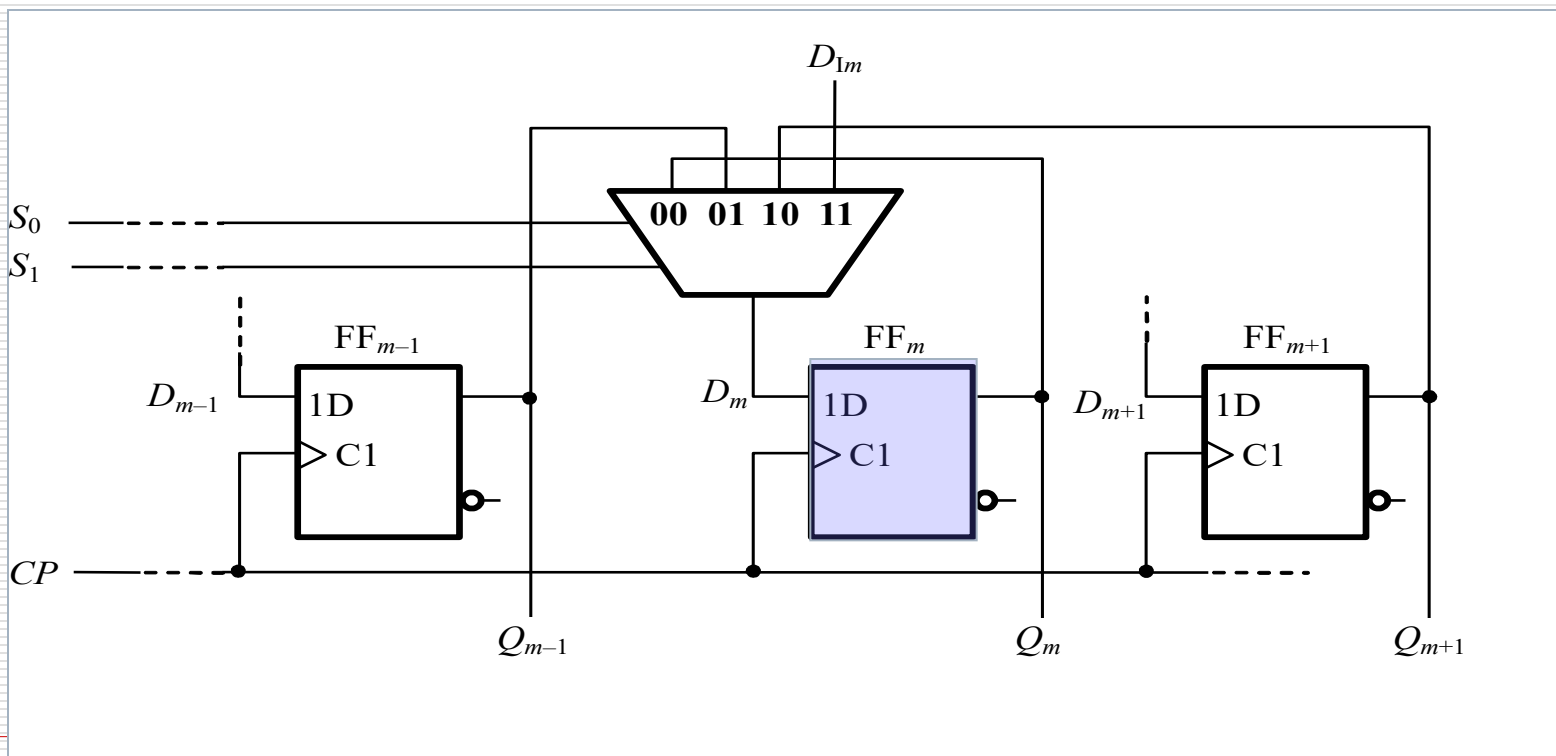 D_Im
00 01 10 11
S_0
S_1
FF_m–1 FF_m FF_m+1
D_m–1 1D D_m 1D D_m+1 1D
C1 C1 C1
CP
Q_m–1 Q_m Q_m+1